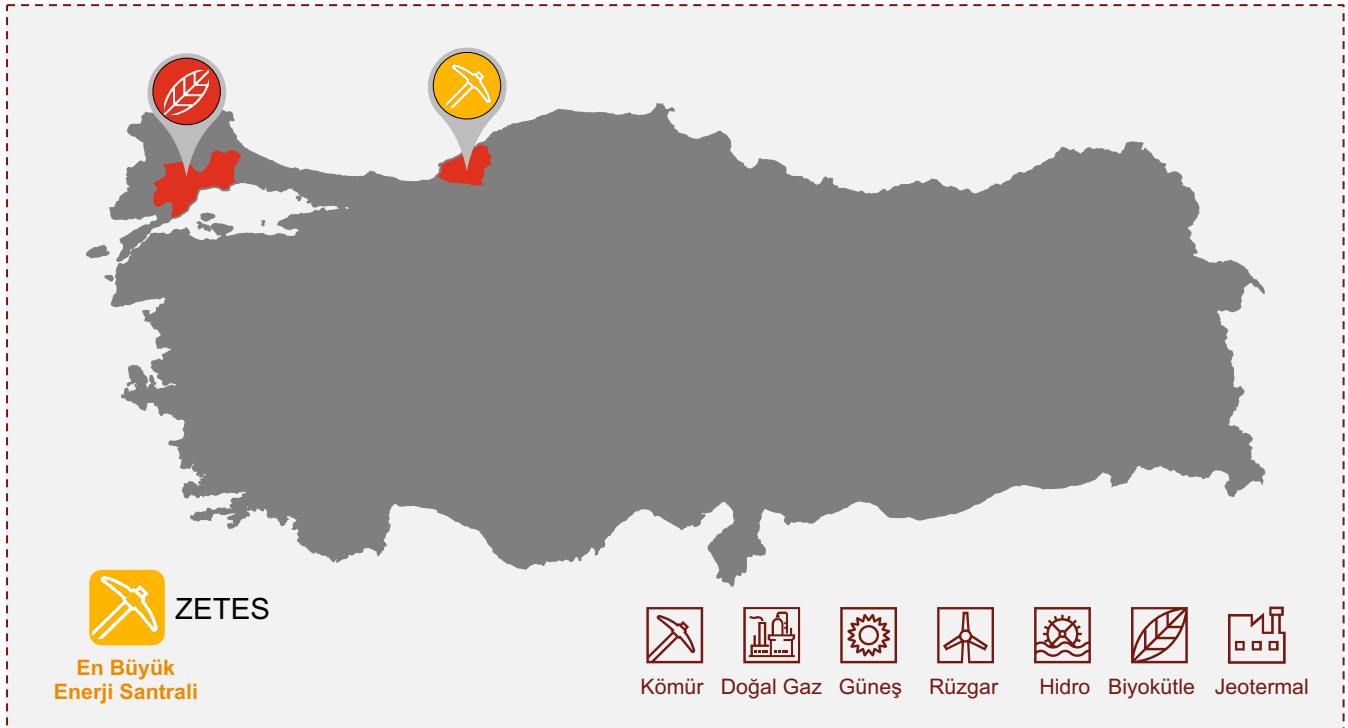 ZETES
En Büyük
Enerji Santrali
Kömür
Doğal Gaz
Güneş
Rüzgar
Hidro
Biyokütle
Jeotermal